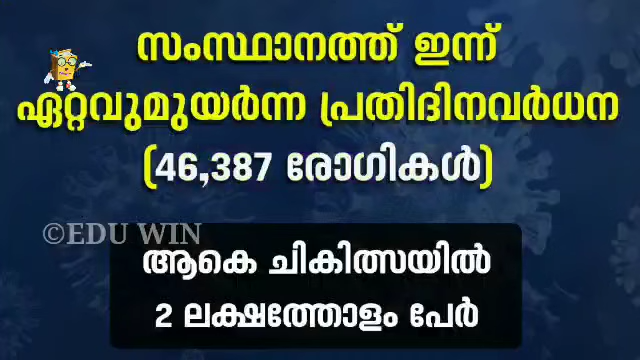 സംസ്ഥാനത്ത് ഇന്ന്
ഏറ്റവുമുയർന്ന പ്രതിദിനവർധന
(46,387 രോഗികൾ)
©EDU WIN
ആകെ ചികിത്സയിൽ
2 ലക്ഷത്തോളം പേർ